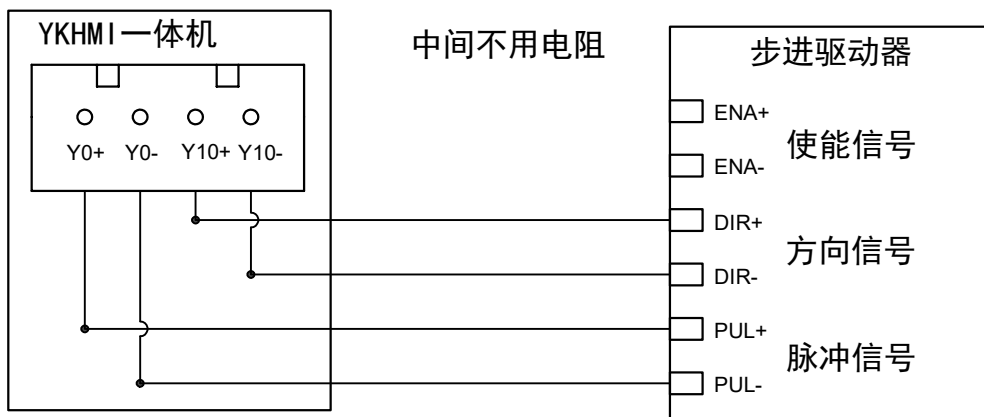 YKHMI一体机
中间不用电阻
步进驱动器
Y0+ Y0- Y10+ Y10-
ENA+
使能信号
ENA-
DIR+
方向信号
DIR-
PUL+
脉冲信号
PUL-